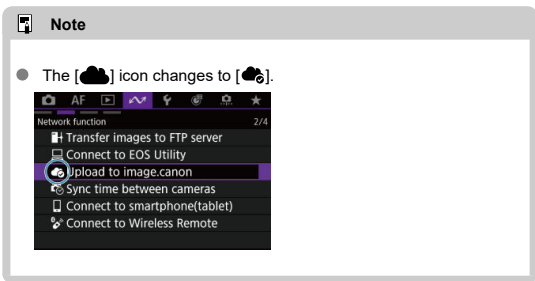 Note
The [ ] icon changes to [ ].
AF
Network function 2/4
Transfer images to FTP server
Connect to EOS Utility
Upload to image.canon
Sync time between cameras
Connect to smartphone(tablet)
Connect to Wireless Remote